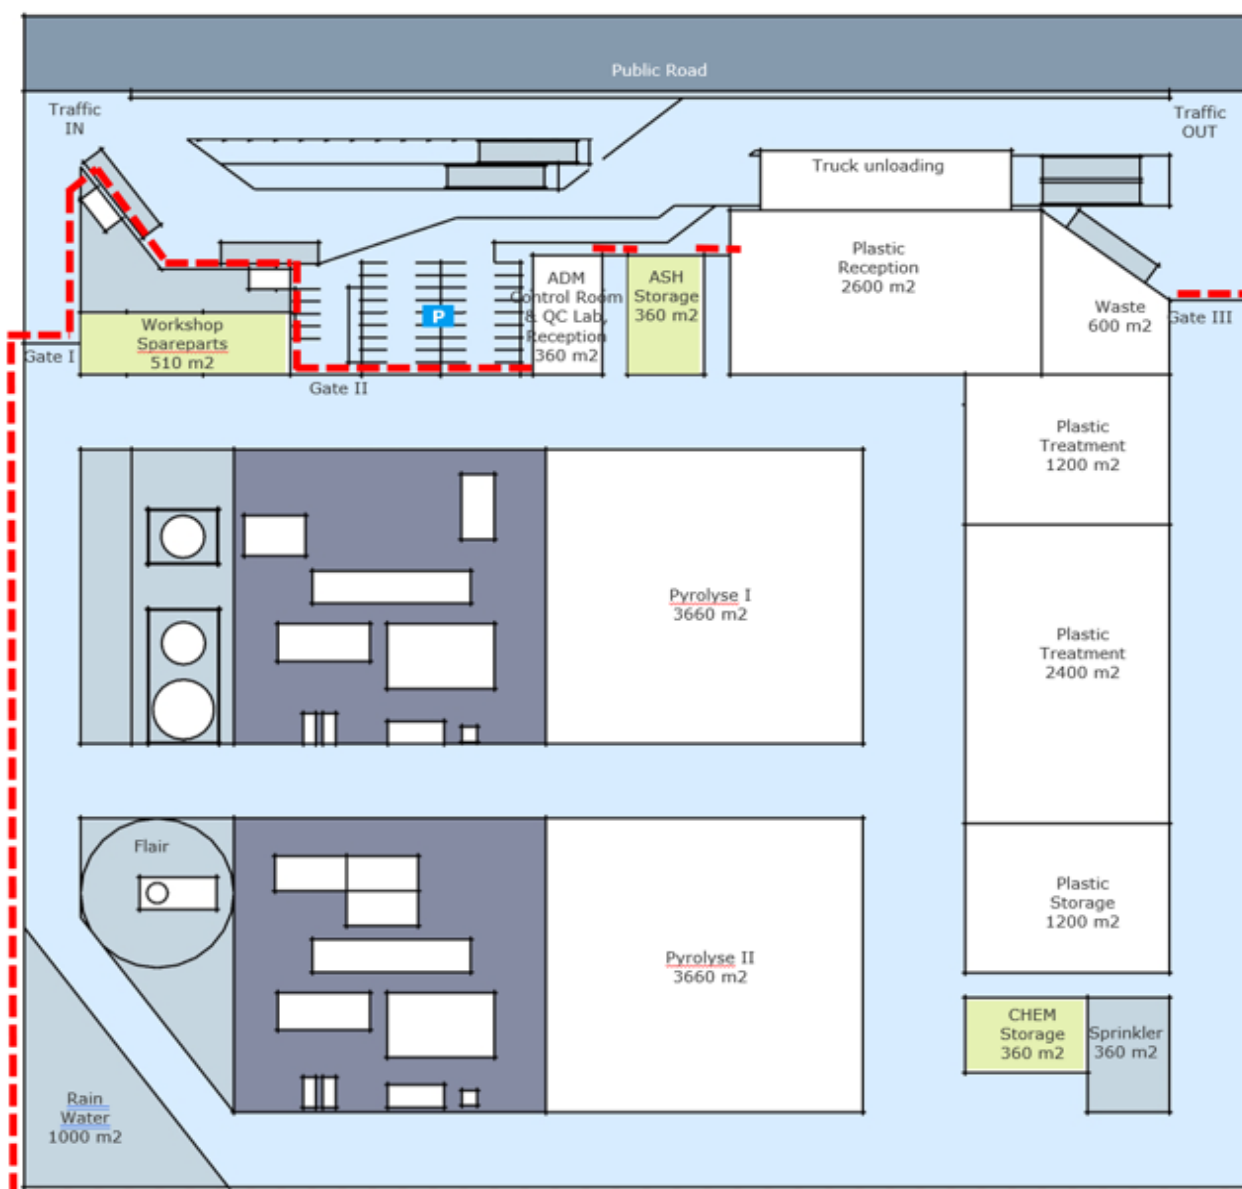 Public Road
Traffic
IN
Traffic
OUT
Truck unloading
Plastic
Reception
2600 m2
ADM
Control Room
& QC Lab,
Reception
360 m2
ASH
Storage
360 m2
P
Waste
600 m2
Gate III
Workshop
Spareparts
510 m2
Gate I
Gate II
Plastic
Treatment
1200 m2
Pyrolyse I
3660 m2
Plastic
Treatment
2400 m2
Flair
Plastic
Storage
1200 m2
Pyrolyse II
3660 m2
CHEM
Storage
360 m2
Sprinkler
360 m2
Rain
Water
1000 m2